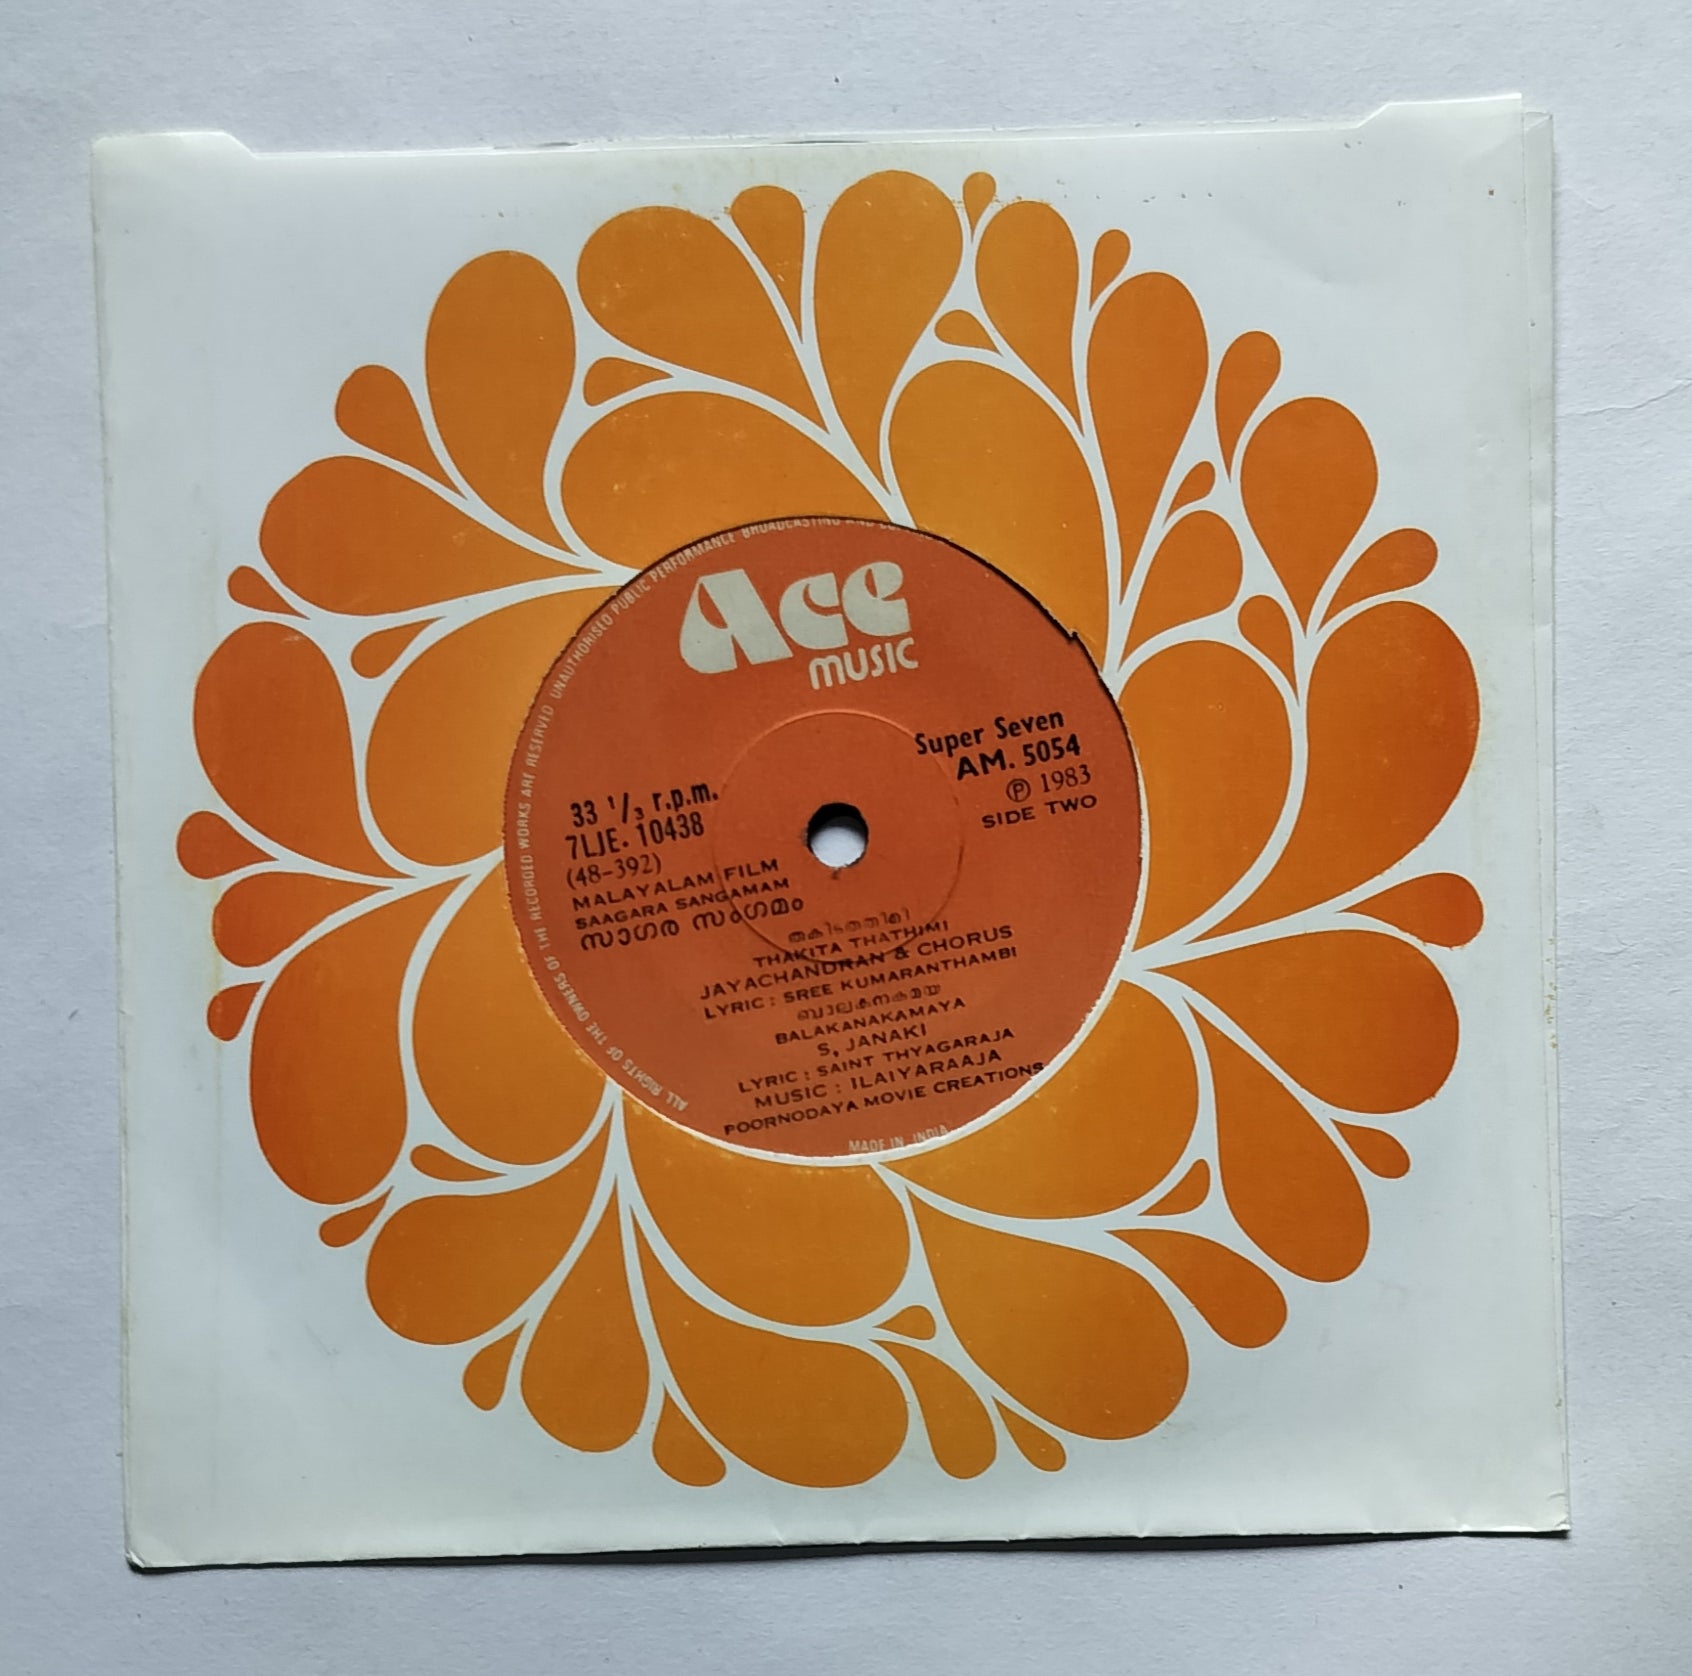 ALL RIGHTS OF THE OWNERS OF THE RECORDED WORKS ARE RESERVED UNAUTHORISED PUBLIC PERFORMANCE BROADCASTING AND
Ace
MUSIC
Super Seven
AM. 5054
℗ 1983
SIDE TWO
33 1/3 r.p.m.
7LJE. 10438
(48-392)
MALAYALAM FILM
SAAGARA SANGAMAM
സാഗര സംഗമം
തകിടതതിമി
THAKITA THATHIMI
JAYACHANDRAN & CHORUS
LYRIC : SREE KUMARANTHAMBI
ബാലകനകമയ
BALAKANAKAMAYA
S, JANAKI
LYRIC : SAINT THYAGARAJA
MUSIC : ILAIYARAAJA
POORNODAYA MOVIE CREATIONS
MADE IN INDIA